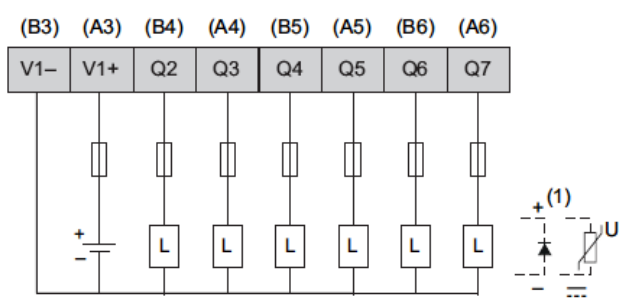 (B3) (A3) (B4) (A4) (B5) (A5) (B6) (A6)
V1– V1+ Q2 Q3 Q4 Q5 Q6 Q7
+ (1)
U
+
L L L L L L
–
–